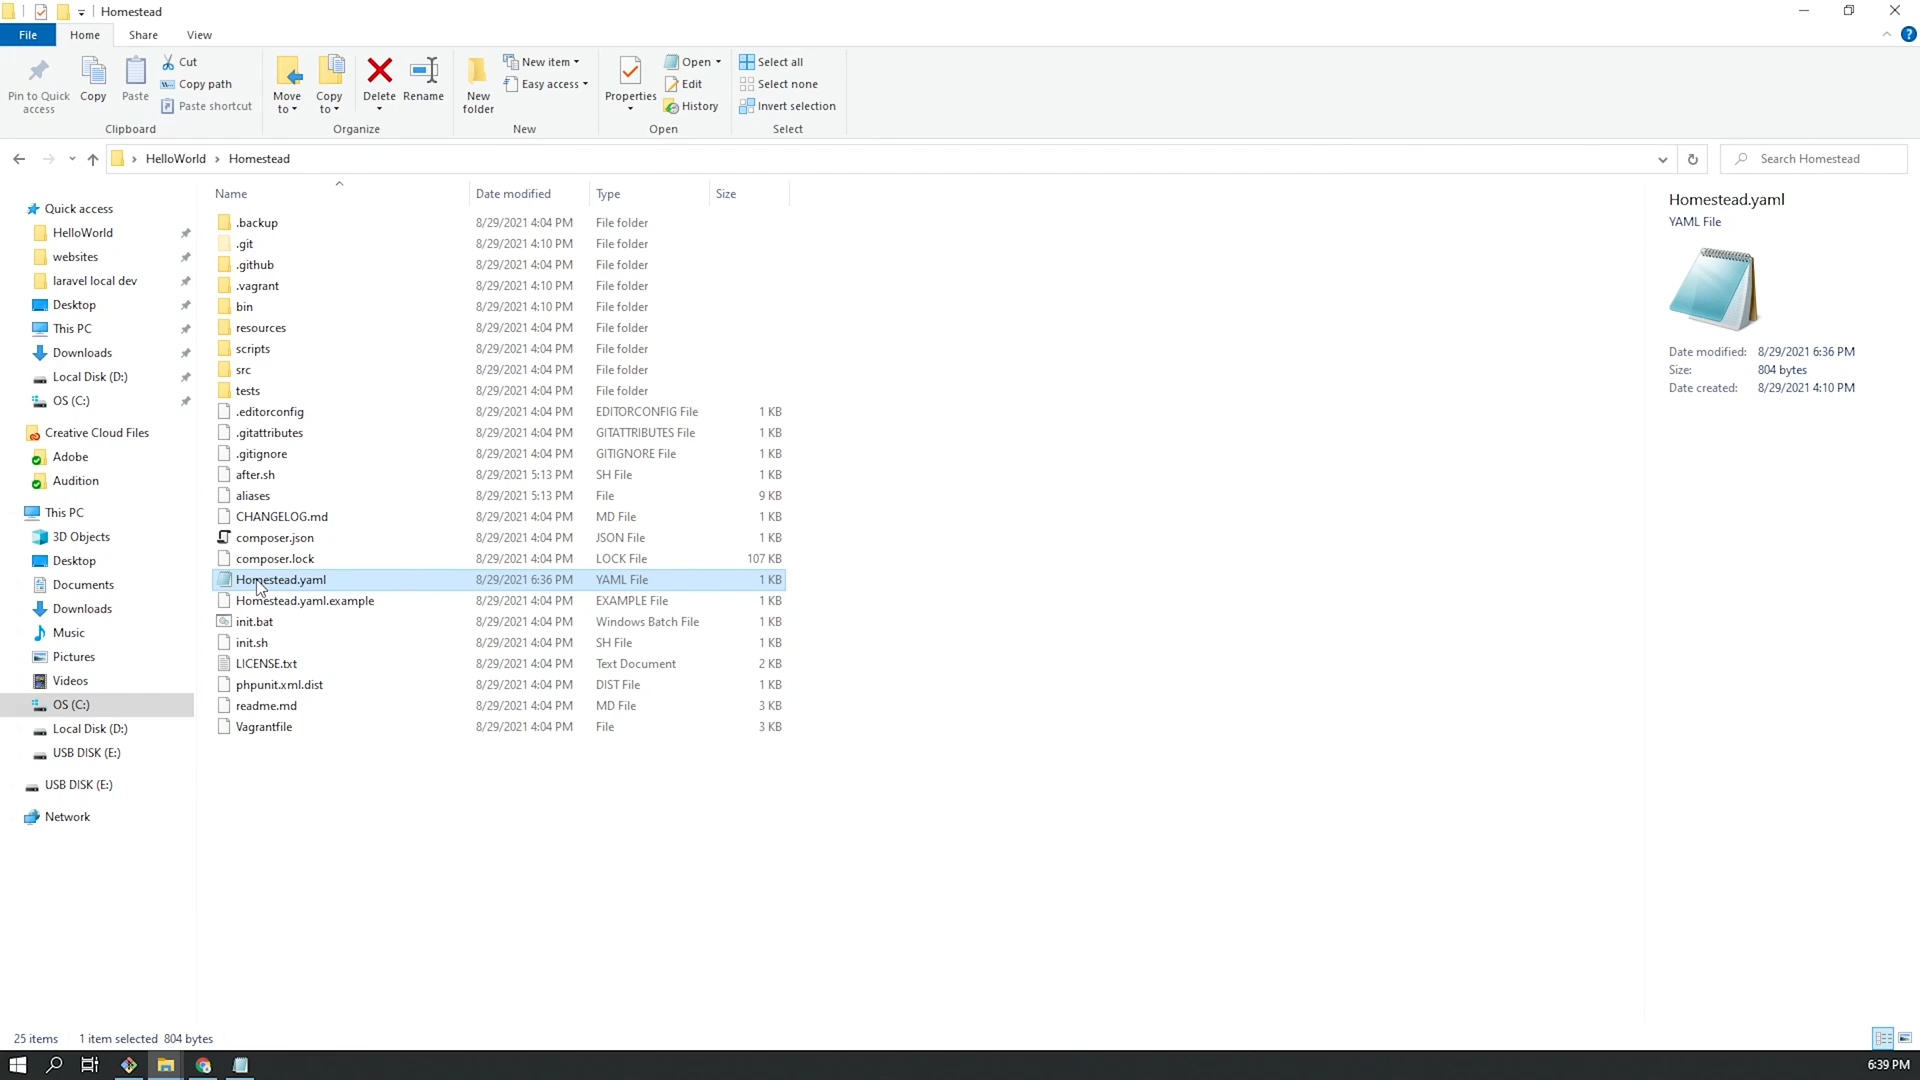 Homestead
File Home Share View
Pin to Quick access
Copy
Paste
Cut
Copy path
Paste shortcut
Clipboard
Move to
Copy to
Delete
Rename
Organize
New folder
New item
Easy access
New
Properties
Open
Edit
History
Open
Select all
Select none
Invert selection
Select
HelloWorld > Homestead
Search Homestead
Quick access
HelloWorld
websites
laravel local dev
Desktop
This PC
Downloads
Local Disk (D:)
OS (C:)
Creative Cloud Files
Adobe
Audition
This PC
3D Objects
Desktop
Documents
Downloads
Music
Pictures
Videos
OS (C:)
Local Disk (D:)
USB DISK (E:)
USB DISK (E:)
Network
Name Date modified Type Size
.backup 8/29/2021 4:04 PM File folder
.git 8/29/2021 4:10 PM File folder
.github 8/29/2021 4:04 PM File folder
.vagrant 8/29/2021 4:10 PM File folder
bin 8/29/2021 4:10 PM File folder
resources 8/29/2021 4:04 PM File folder
scripts 8/29/2021 4:04 PM File folder
src 8/29/2021 4:04 PM File folder
tests 8/29/2021 4:04 PM File folder
.editorconfig 8/29/2021 4:04 PM EDITORCONFIG File 1 KB
.gitattributes 8/29/2021 4:04 PM GITATTRIBUTES File 1 KB
.gitignore 8/29/2021 4:04 PM GITIGNORE File 1 KB
after.sh 8/29/2021 5:13 PM SH File 1 KB
aliases 8/29/2021 5:13 PM File 9 KB
CHANGELOG.md 8/29/2021 4:04 PM MD File 1 KB
composer.json 8/29/2021 4:04 PM JSON File 1 KB
composer.lock 8/29/2021 4:04 PM LOCK File 107 KB
Homestead.yaml 8/29/2021 6:36 PM YAML File 1 KB
Homestead.yaml.example 8/29/2021 4:04 PM EXAMPLE File 1 KB
init.bat 8/29/2021 4:04 PM Windows Batch File 1 KB
init.sh 8/29/2021 4:04 PM SH File 1 KB
LICENSE.txt 8/29/2021 4:04 PM Text Document 2 KB
phpunit.xml.dist 8/29/2021 4:04 PM DIST File 1 KB
readme.md 8/29/2021 4:04 PM MD File 3 KB
Vagrantfile 8/29/2021 4:04 PM File 3 KB
Homestead.yaml
YAML File
Date modified: 8/29/2021 6:36 PM
Size: 804 bytes
Date created: 8/29/2021 4:10 PM
25 items 1 item selected 804 bytes
6:39 PM